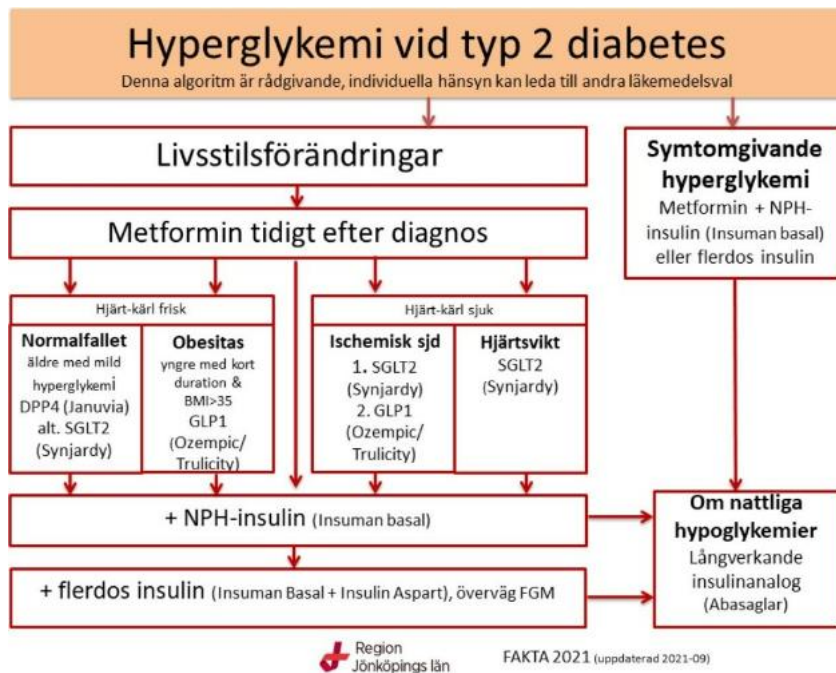 Hyperglykemi vid typ 2 diabetes
Denna algoritm är rådgivande, individuella hänsyn kan leda till andra läkemedelsval
Livsstilsförändringar
Metformin tidigt efter diagnos
Hjärt-kärl frisk
Normalfallet
äldre med mild
hyperglykemi
DPP4 (Januvia)
alt. SGLT2
(Synjardy)
Obesitas
yngre med kort
duration &
BMI>35
GLP1
(Ozempic/
Trulicity)
Hjärt-kärl sjuk
Ischemisk sjd
1. SGLT2
(Synjardy)
2. GLP1
(Ozempic/
Trulicity)
Hjärtsvikt
SGLT2
(Synjardy)
+ NPH-insulin (Insuman basal)
+ flerdos insulin (Insuman Basal + Insulin Aspart), överväg FGM
Symtomgivande
hyperglykemi
Metformin + NPH-
insulin (Insuman basal)
eller flerdos insulin
Om nattliga
hypoglykemier
Långverkande
insulinanalog
(Abasaglar)
Region
Jönköpings län
FAKTA 2021 (uppdaterad 2021-09)